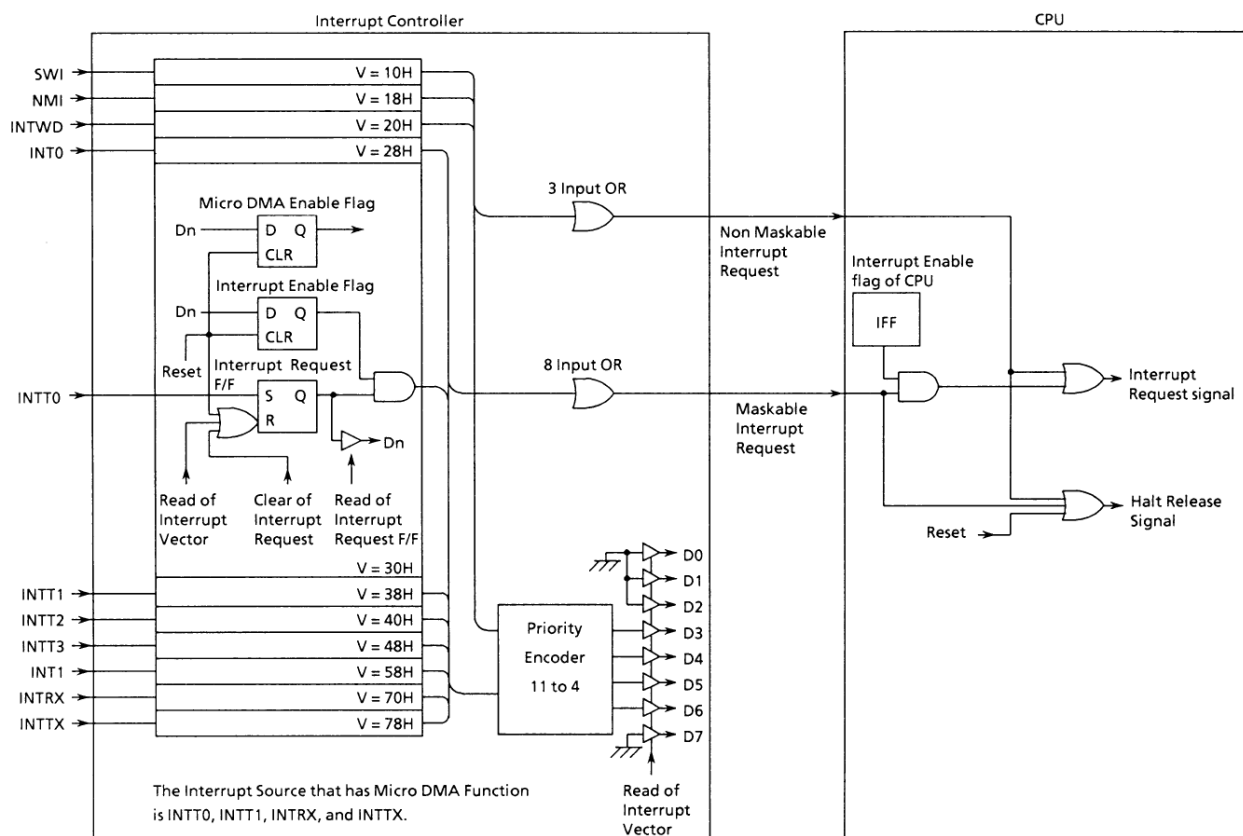 Interrupt Controller
CPU
SWI
V = 10H
NMI
V = 18H
INTWD
V = 20H
INT0
V = 28H
3 Input OR
Micro DMA Enable Flag
Dn
D Q
CLR
Non Maskable
Interrupt
Request
Interrupt Enable
flag of CPU
IFF
Interrupt Enable Flag
Dn
D Q
CLR
Reset
Interrupt Request
F/F
8 Input OR
INTT0
S Q
R
Dn
Maskable
Interrupt
Request
Interrupt
Request signal
Read of
Interrupt
Vector
Clear of
Interrupt
Request
Read of
Interrupt
Request F/F
Halt Release
Signal
Reset
V = 30H
INTT1
V = 38H
INTT2
V = 40H
INTT3
V = 48H
INT1
V = 58H
INTRX
V = 70H
INTTX
V = 78H
Priority
Encoder
11 to 4
D0
D1
D2
D3
D4
D5
D6
D7
Read of
Interrupt
Vector
The Interrupt Source that has Micro DMA Function
is INTT0, INTT1, INTRX, and INTTX.